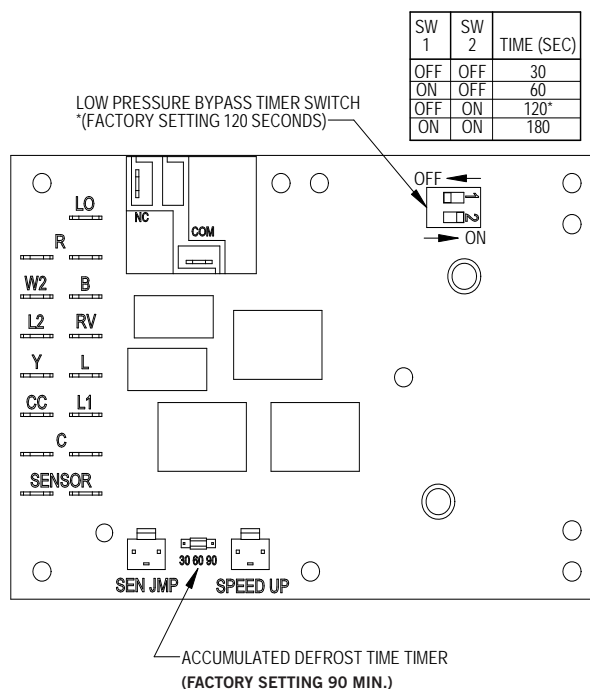 SW 1 SW 2 TIME (SEC)
OFF OFF 30
ON OFF 60
OFF ON 120*
ON ON 180
LOW PRESSURE BYPASS TIMER SWITCH
*(FACTORY SETTING 120 SECONDS)
OFF
1
2
ON
NC
COM
LO
R
W2 B
L2 RV
Y L
CC L1
C
SENSOR
30 60 90
SEN JMP SPEED UP
ACCUMULATED DEFROST TIME TIMER
(FACTORY SETTING 90 MIN.)